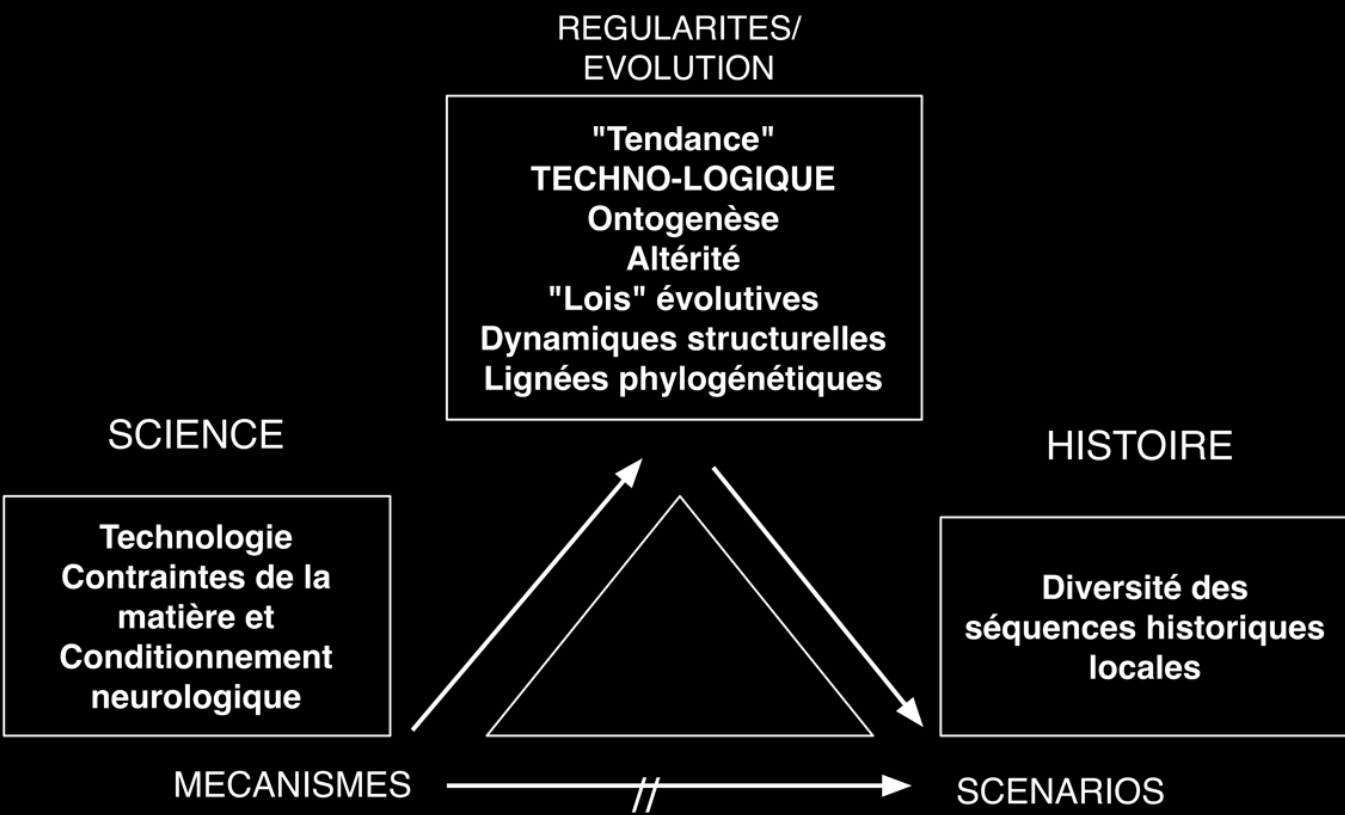 REGULARITES/
EVOLUTION
"Tendance"
TECHNO-LOGIQUE
Ontogenèse
Altérité
"Lois" évolutives
Dynamiques structurelles
Lignées phylogénétiques
SCIENCE
HISTOIRE
Technologie
Contraintes de la
matière et
Conditionnement
neurologique
Diversité des
séquences historiques
locales
MECANISMES
//
SCENARIOS